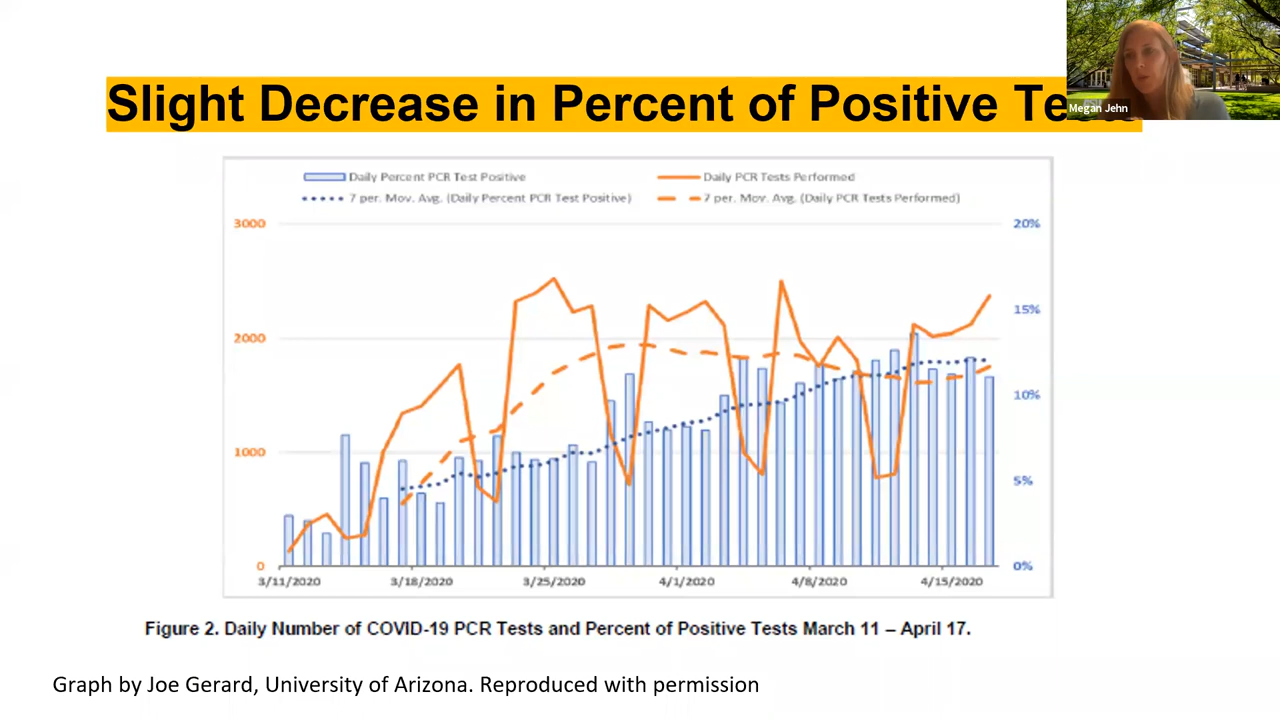 Slight Decrease in Percent of Positive
Megan Jehn
Daily Percent PCR Test Positive
Daily PCR Tests Performed
7 per. Mov. Avg. (Daily Percent PCR Test Positive)
7 per. Mov. Avg. (Daily PCR Tests Performed)
3000
20%
15%
2000
10%
1000
5%
0
0%
3/11/2020 3/18/2020 3/25/2020 4/1/2020 4/8/2020 4/15/2020
Figure 2. Daily Number of COVID-19 PCR Tests and Percent of Positive Tests March 11 – April 17.
Graph by Joe Gerard, University of Arizona. Reproduced with permission